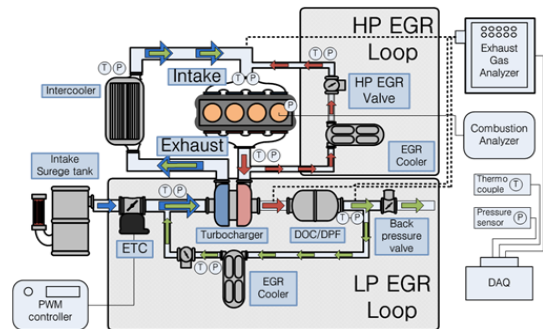 HP EGR
Loop
T P
T P
Intake
T P
Intercooler
HP EGR
Valve
P
Exhaust
T P
EGR
Cooler
Exhaust
Gas
Analyzer
Combustion
Analyzer
Intake
Surege tank
T P
ETC
Turbocharger
DOC/DPF
T P
Back
pressure
valve
T P
EGR
Cooler
LP EGR
Loop
PWM
controller
Thermo
couple
T
Pressure
sensor
P
DAQ